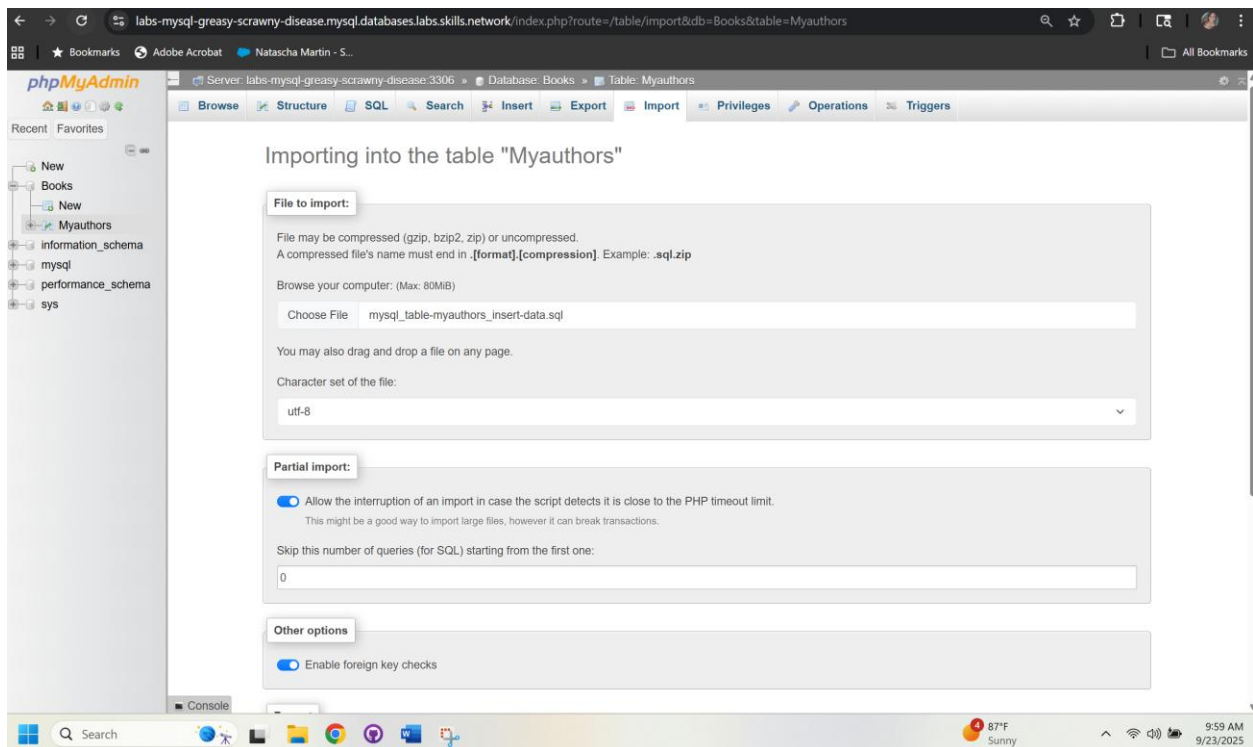 labs-mysql-greasy-scrawny-disease.mysql.databases.labs.skills.network/index.php?route=/table/import&db=Books&table=Myauthors
Bookmarks Adobe Acrobat Natascha Martin - S... All Bookmarks
phpMyAdmin
Server: labs-mysql-greasy-scrawny-disease:3306 » Database: Books » Table: Myauthors
Browse Structure SQL Search Insert Export Import Privileges Operations Triggers
Recent Favorites
New
Books
New
Myauthors
information_schema
mysql
performance_schema
sys
Importing into the table "Myauthors"
File to import:
File may be compressed (gzip, bzip2, zip) or uncompressed.
A compressed file's name must end in .[format].[compression]. Example: .sql.zip
Browse your computer: (Max: 80MiB)
Choose File mysql_table-myauthors_insert-data.sql
You may also drag and drop a file on any page.
Character set of the file:
utf-8
Partial import:
Allow the interruption of an import in case the script detects it is close to the PHP timeout limit.
This might be a good way to import large files, however it can break transactions.
Skip this number of queries (for SQL) starting from the first one:
0
Other options
Enable foreign key checks
Console
Search
4
87°F
Sunny
9:59 AM
9/23/2025